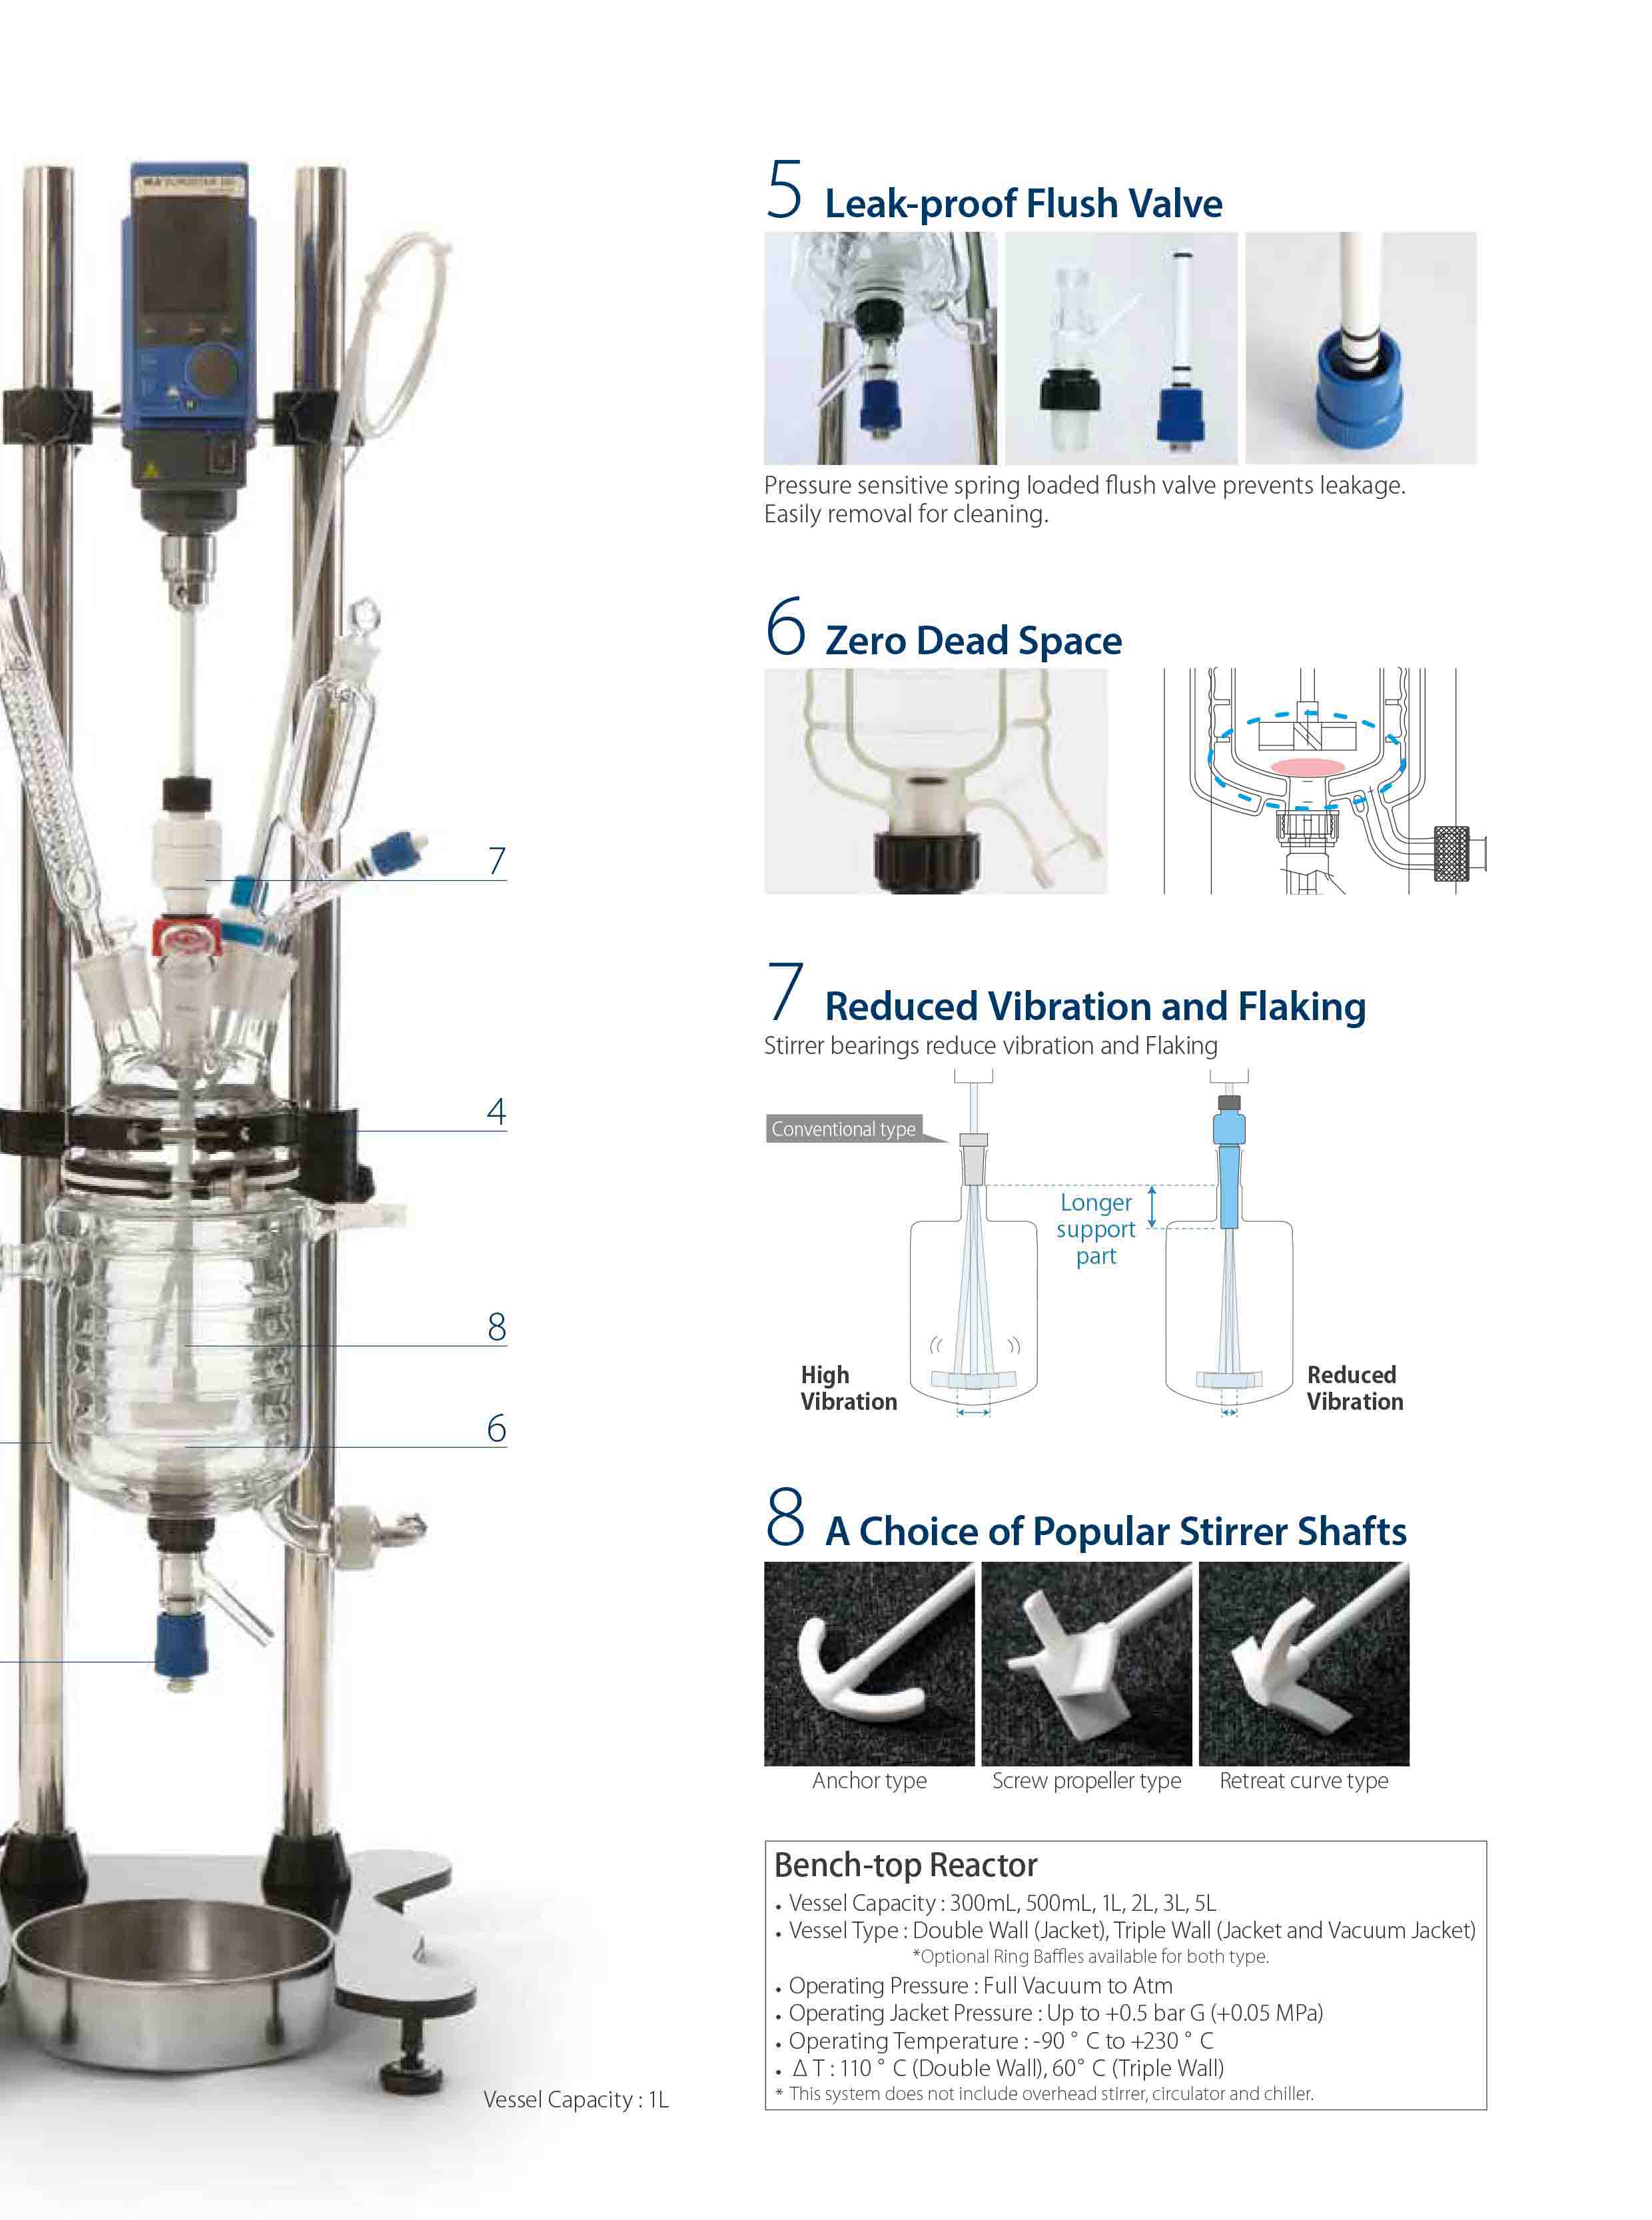 5 Leak-proof Flush Valve
Pressure sensitive spring loaded flush valve prevents leakage.
Easily removal for cleaning.
6 Zero Dead Space
7 Reduced Vibration and Flaking
Stirrer bearings reduce vibration and Flaking
Conventional type
Longer
support
part
High
Vibration
Reduced
Vibration
8 A Choice of Popular Stirrer Shafts
Anchor type
Screw propeller type
Retreat curve type
Bench-top Reactor
• Vessel Capacity : 300mL, 500mL, 1L, 2L, 3L, 5L
• Vessel Type : Double Wall (Jacket), Triple Wall (Jacket and Vacuum Jacket)
*Optional Ring Baffles available for both type.
• Operating Pressure : Full Vacuum to Atm
• Operating Jacket Pressure : Up to +0.5 bar G (+0.05 MPa)
• Operating Temperature : -90 ° C to +230 ° C
• Δ T : 110 ° C (Double Wall), 60° C (Triple Wall)
* This system does not include overhead stirrer, circulator and chiller.
7
4
8
6
Vessel Capacity : 1L